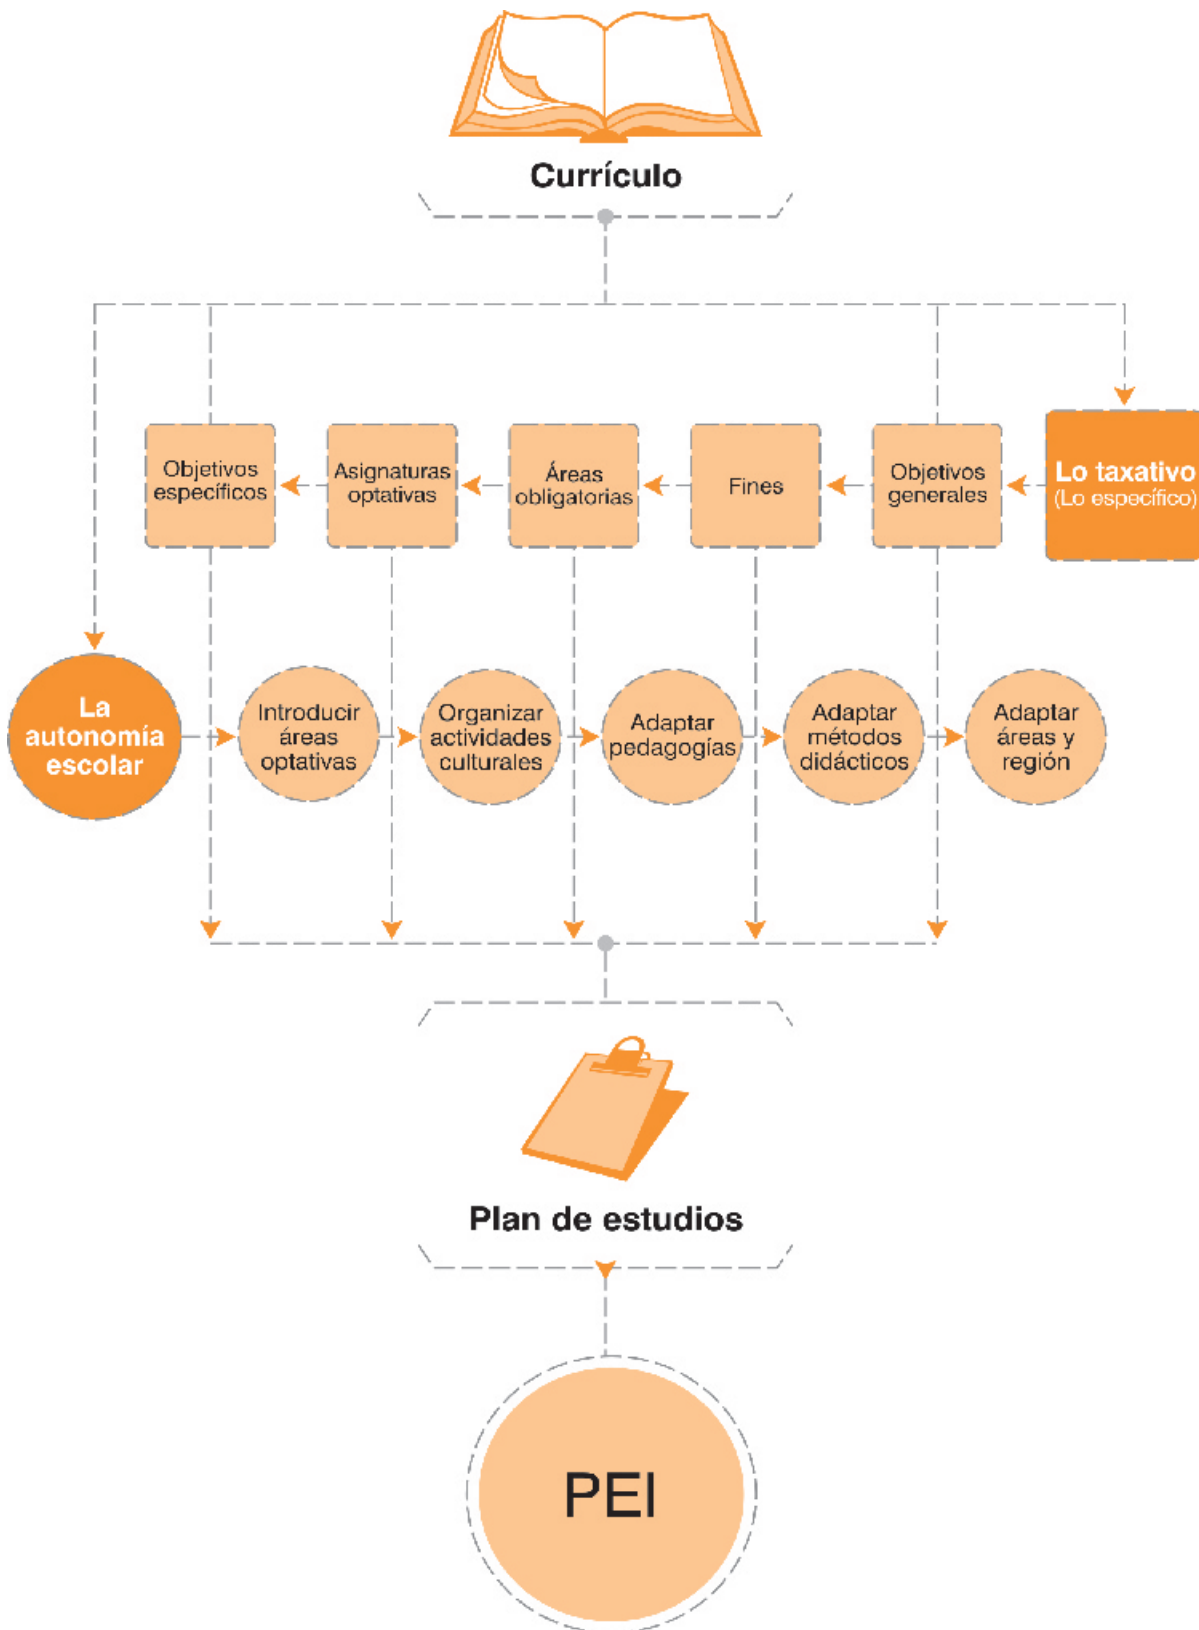 Currículo
Objetivos
específicos
Asignaturas
optativas
Áreas
obligatorias
Fines
Objetivos
generales
Lo taxativo
(Lo específico)
La
autonomía
escolar
Introducir
áreas
optativas
Organizar
actividades
culturales
Adaptar
pedagogías
Adaptar
métodos
didácticos
Adaptar
áreas y
región
Plan de estudios
PEI